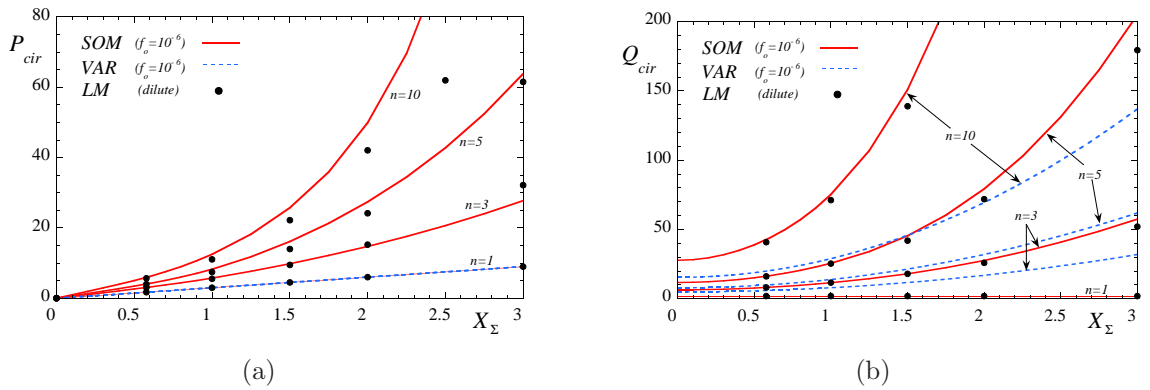 P_cir
80
60
40
20
0
SOM (f_o=10^-6)
VAR (f_o=10^-6)
LM (dilute)
n=10
n=5
n=3
n=1
0 0.5 1 1.5 2 2.5 3
X_Σ
(a)
Q_cir
200
150
100
50
0
SOM (f_o=10^-6)
VAR (f_o=10^-6)
LM (dilute)
n=10
n=5
n=3
n=1
0 0.5 1 1.5 2 2.5 3
X_Σ
(b)